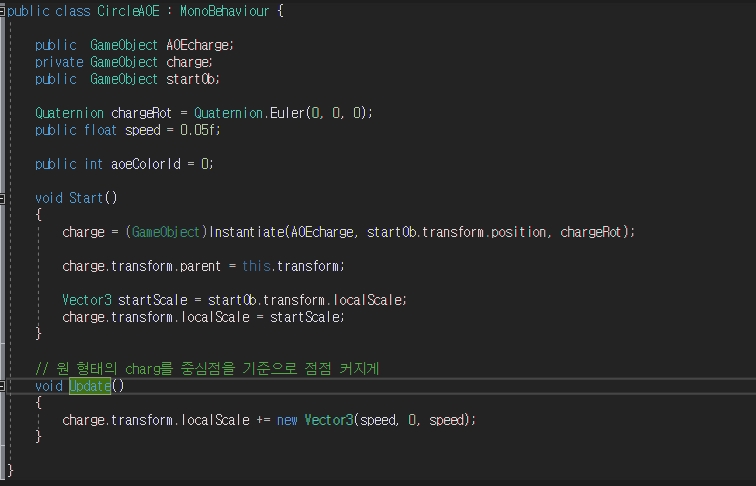 public class CircleAOE : MonoBehaviour {
public  GameObject AOEcharge;
private GameObject charge;
public  GameObject startOb;
Quaternion chargeRot = Quaternion.Euler(0, 0, 0);
public float speed = 0.05f;
public int aoeColorId = 0;
void Start()
{
charge = (GameObject)Instantiate(AOEcharge, startOb.transform.position, chargeRot);
charge.transform.parent = this.transform;
Vector3 startScale = startOb.transform.localScale;
charge.transform.localScale = startScale;
}
// 원 형태의 charg를 중심점을 기준으로 점점 커지게
void Update()
{
charge.transform.localScale += new Vector3(speed, 0, speed);
}
}